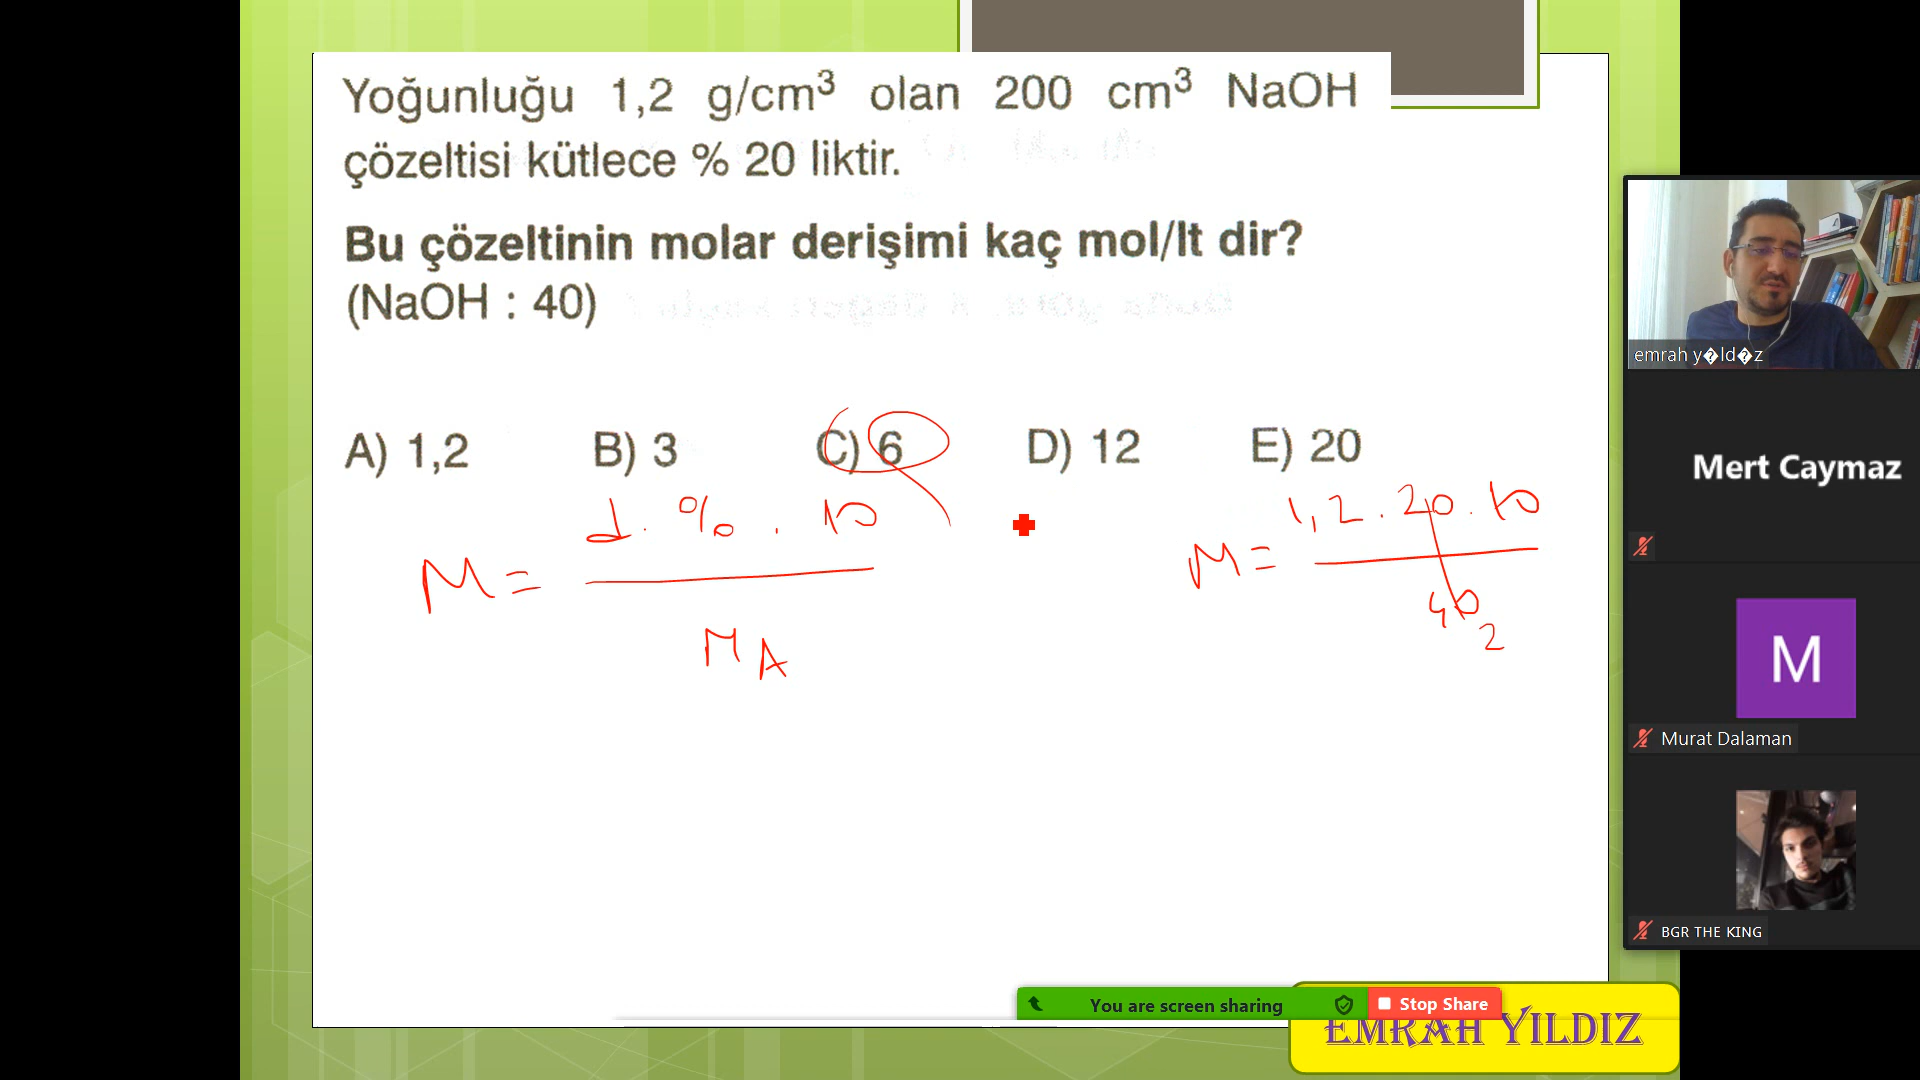 Yoğunluğu 1,2 g/cm³ olan 200 cm³ NaOH
çözeltisi kütlece % 20 liktir.
Bu çözeltinin molar derişimi kaç mol/lt dir?
(NaOH : 40)
A) 1,2 B) 3 C) 6 D) 12 E) 20
M = d . % . 10
MA
M = 1,2 . 20 . 10
40
2
emrah y�ld�z
Mert Caymaz
M
Murat Dalaman
BGR THE KING
You are screen sharing
Stop Share
EMRAH YILDIZ